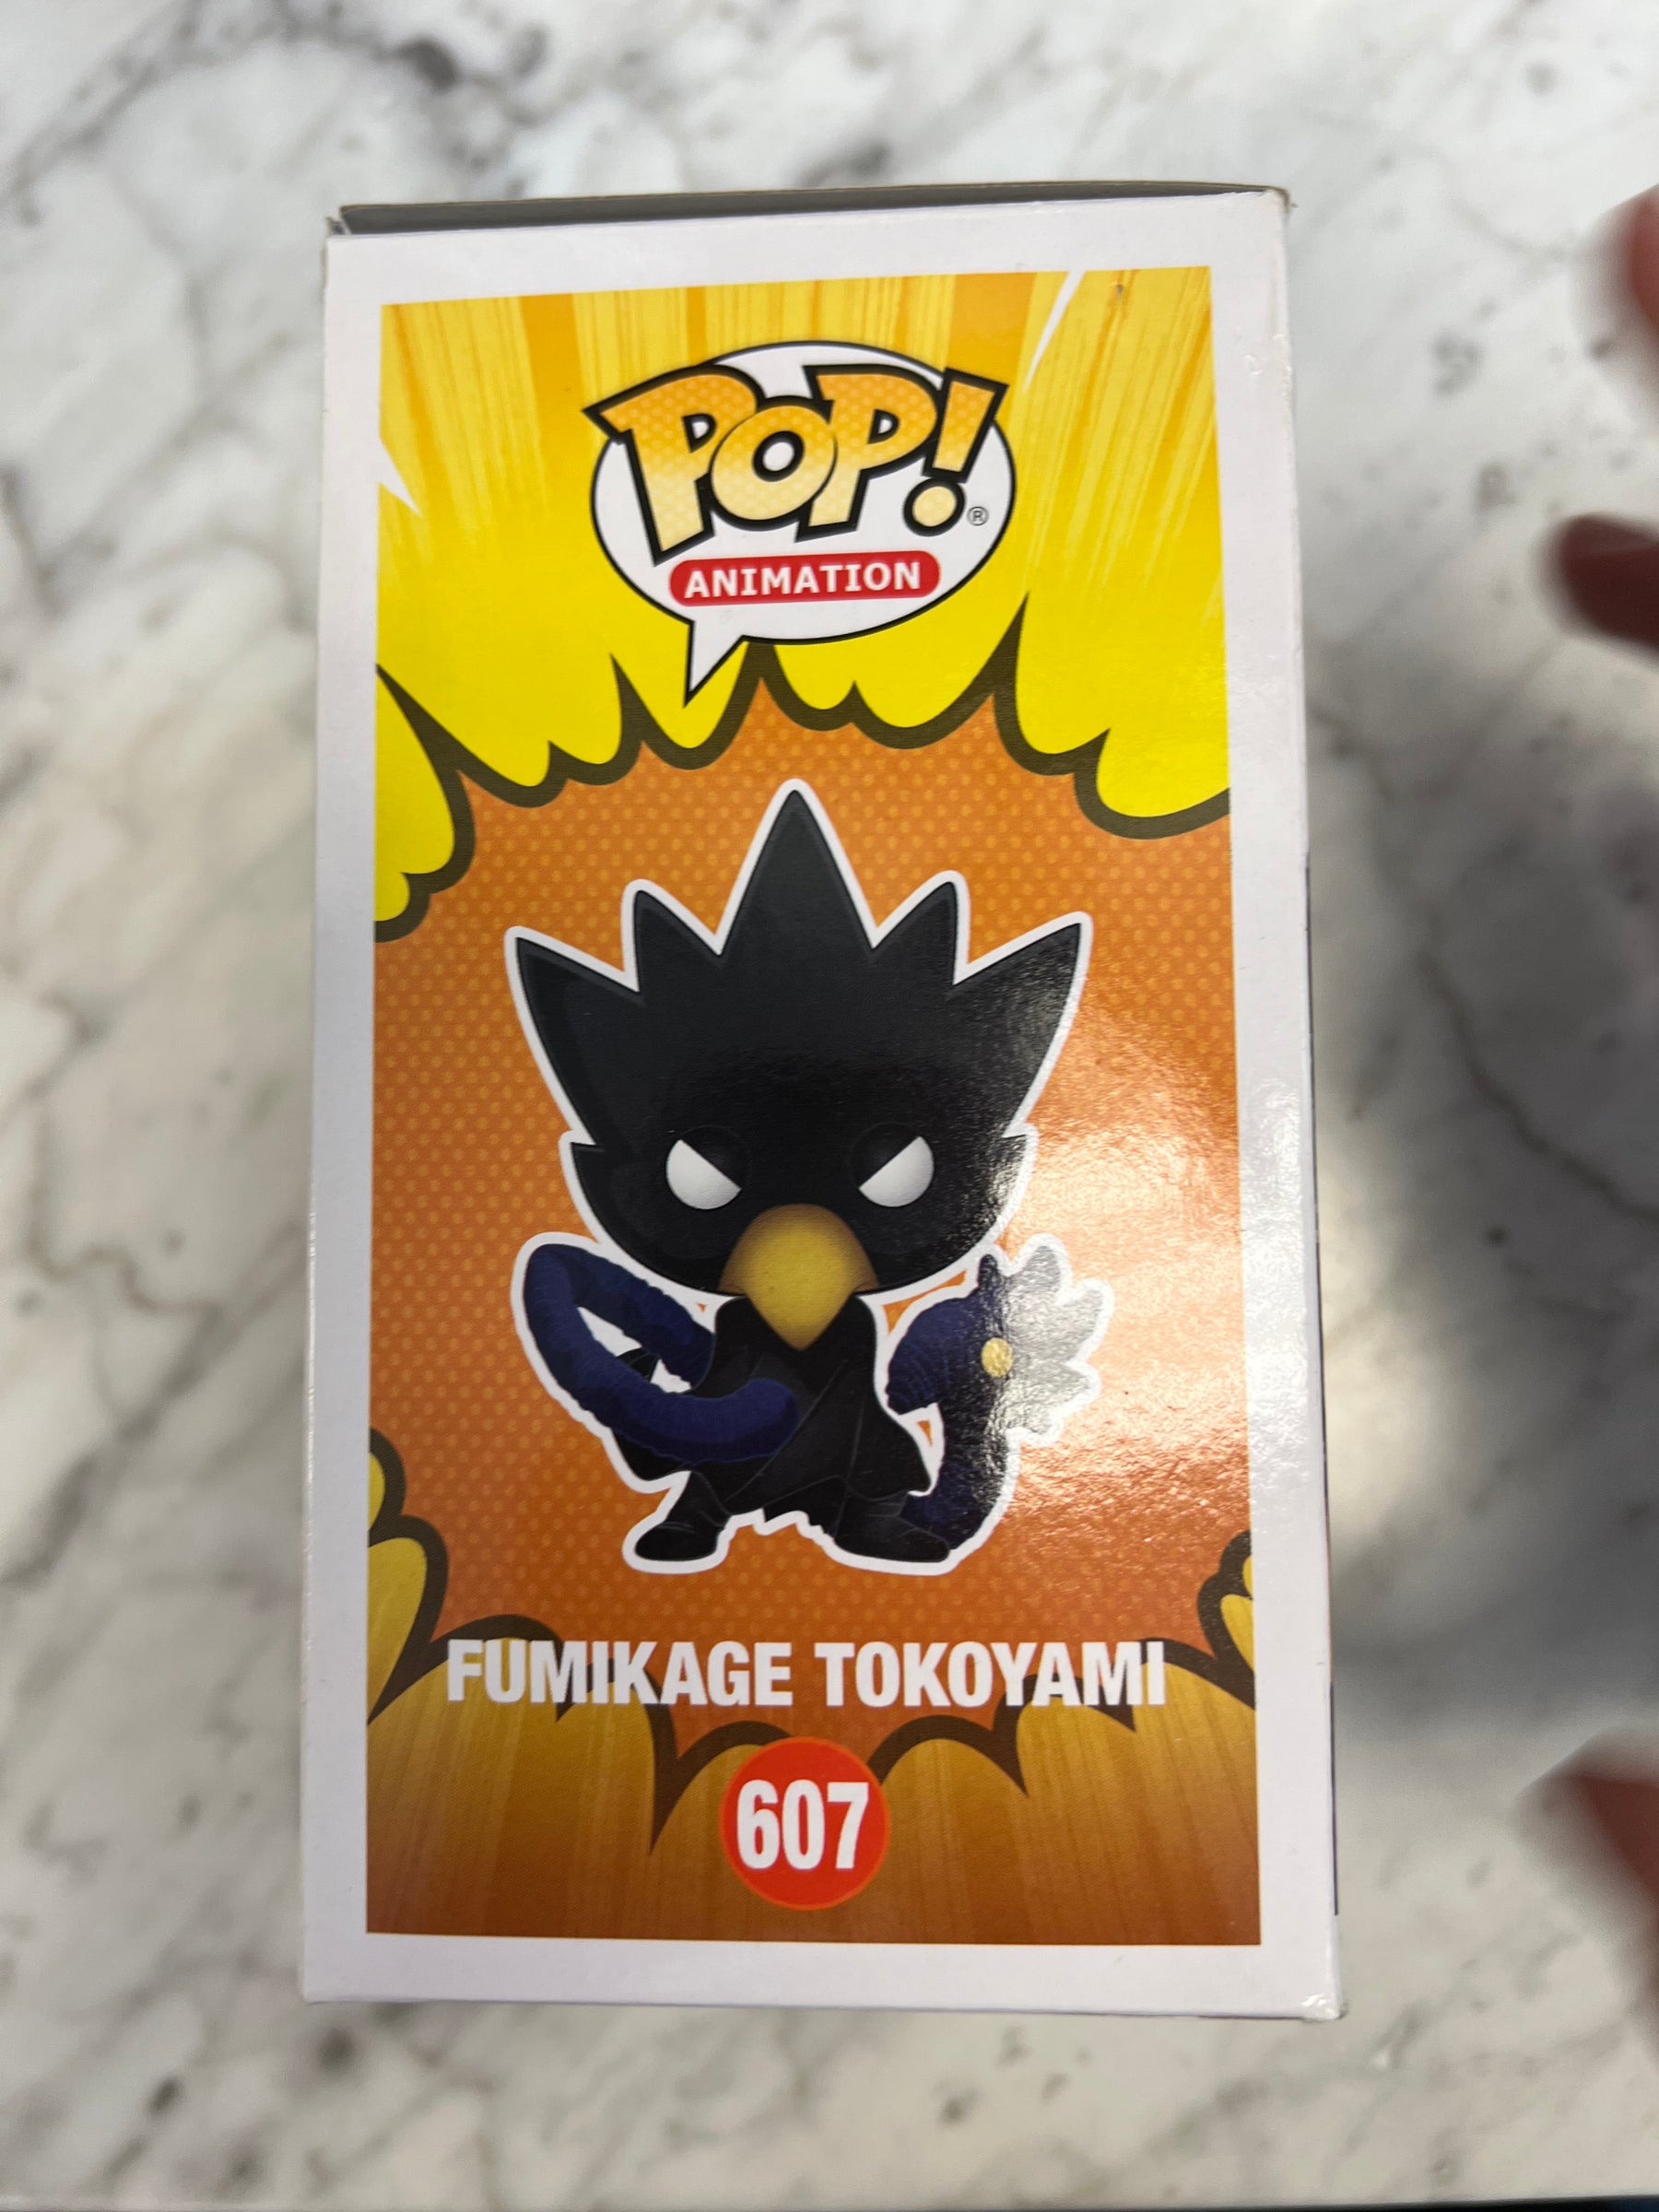 POP!®
ANIMATION
FUMIKAGE TOKOYAMI
607